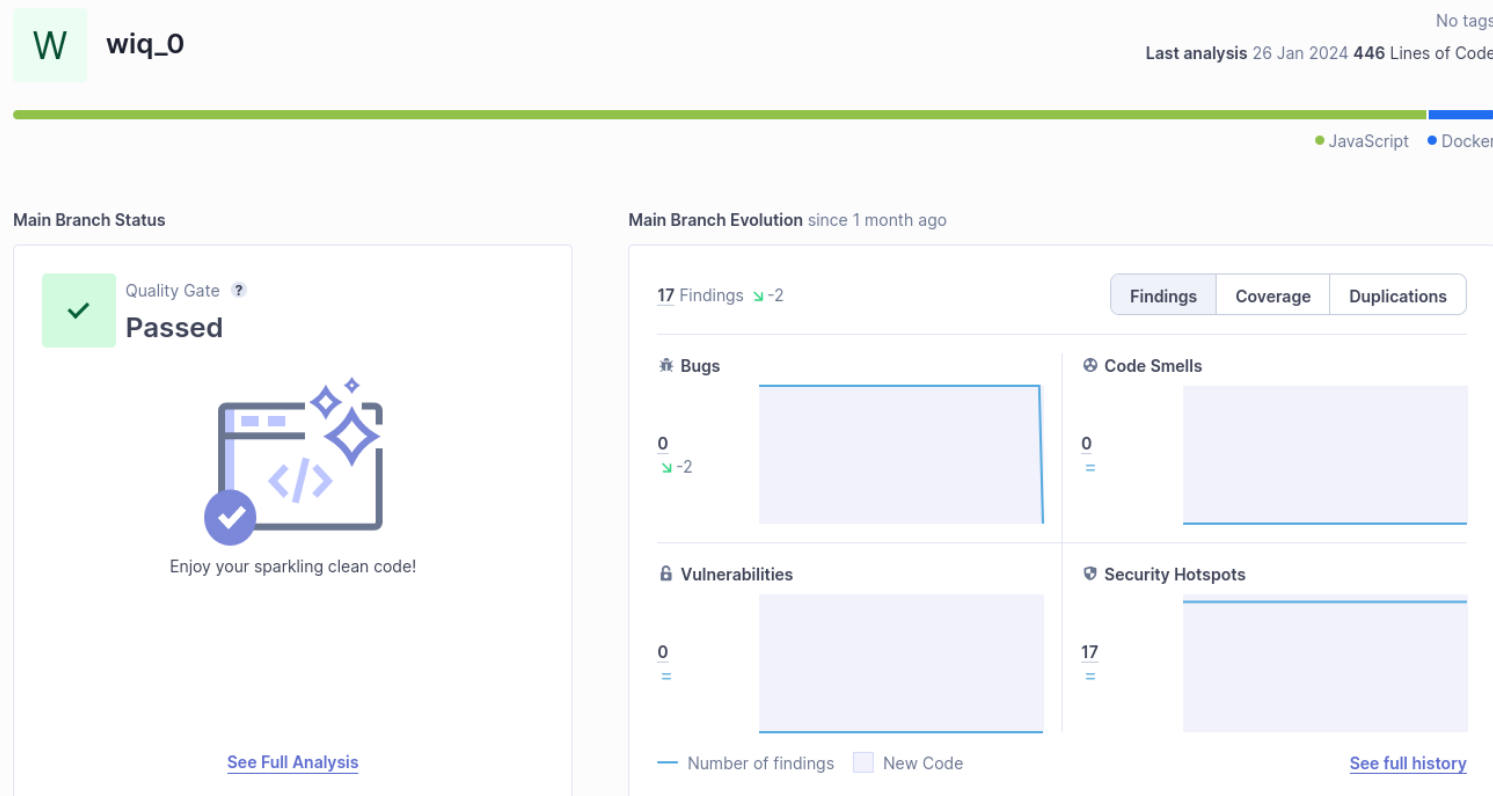 W wiq_0
No tags
Last analysis 26 Jan 2024 446 Lines of Code
JavaScript Docker
Main Branch Status
Quality Gate ?
Passed
</>
Enjoy your sparkling clean code!
See Full Analysis
Main Branch Evolution since 1 month ago
17 Findings -2
Findings Coverage Duplications
Bugs
0
-2
Code Smells
0
=
Vulnerabilities
0
=
Security Hotspots
17
=
Number of findings New Code
See full history